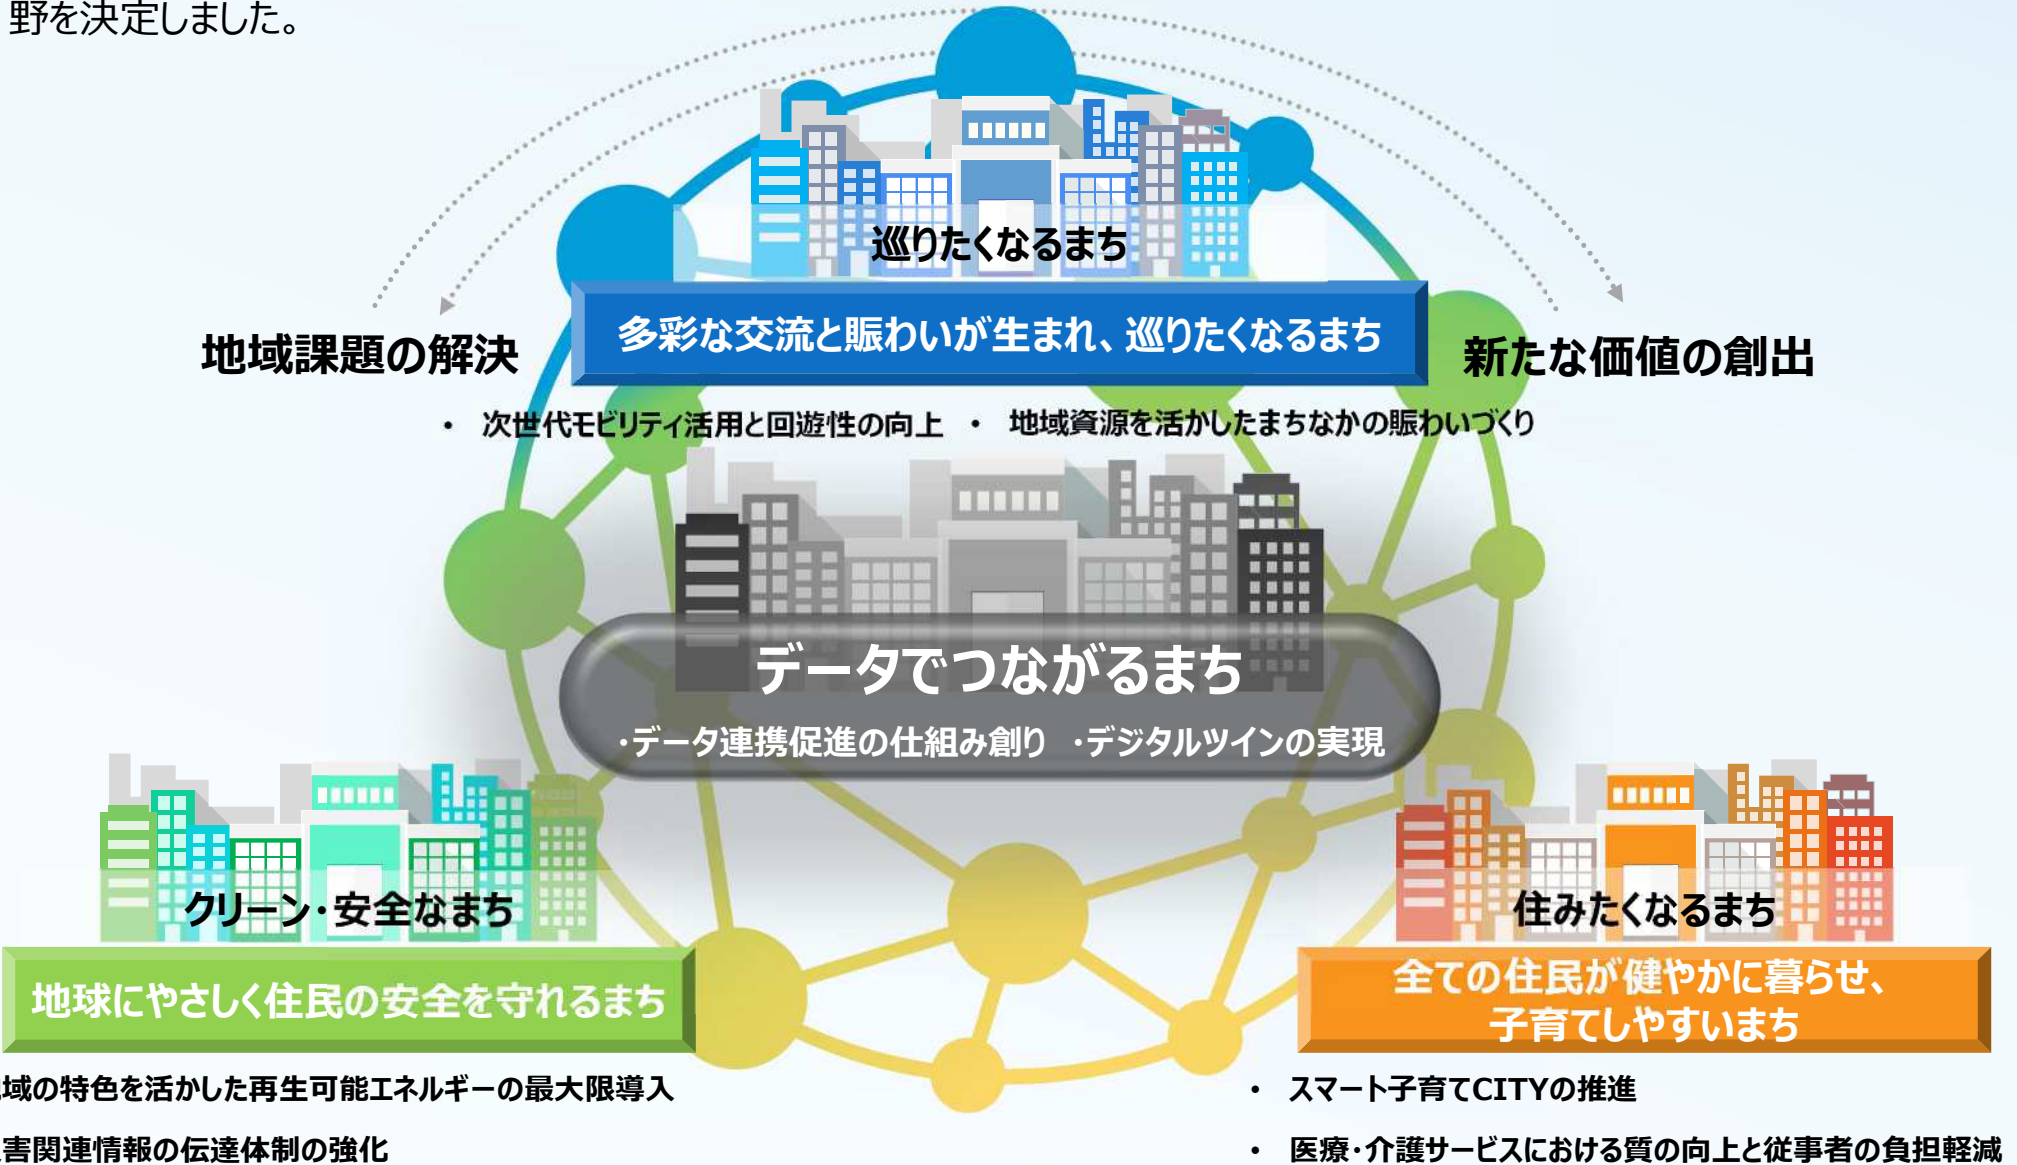 野を決定しました。
巡りたくなるまち
多彩な交流と賑わいが生まれ、巡りたくなるまち
地域課題の解決
新たな価値の創出
・ 次世代モビリティ活用と回遊性の向上 ・ 地域資源を活かしたまちなかの賑わいづくり
データでつながるまち
・データ連携促進の仕組み創り ・デジタルツインの実現
クリーン・安全なまち
地球にやさしく住民の安全を守れるまち
域の特色を活かした再生可能エネルギーの最大限導入
害関連情報の伝達体制の強化
住みたくなるまち
全ての住民が健やかに暮らせ、
子育てしやすいまち
・ スマート子育てCITYの推進
・ 医療・介護サービスにおける質の向上と従事者の負担軽減